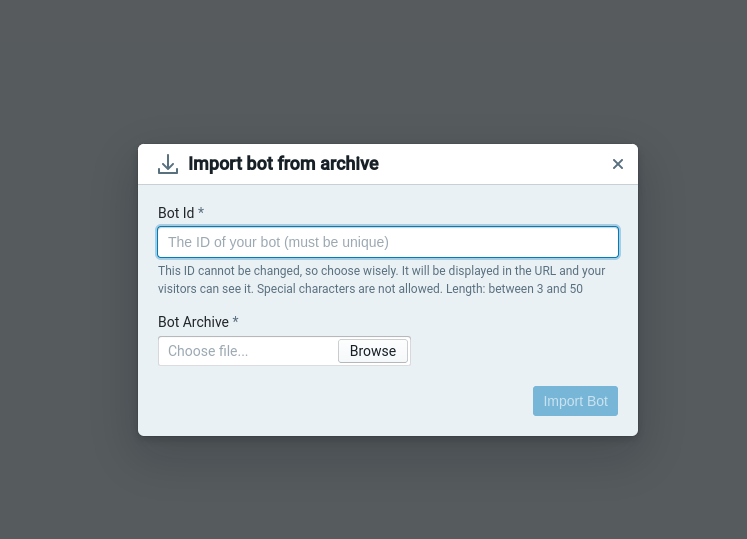 Import bot from archive
Bot Id *
The ID of your bot (must be unique)
This ID cannot be changed, so choose wisely. It will be displayed in the URL and your
visitors can see it. Special characters are not allowed. Length: between 3 and 50
Bot Archive *
Choose file... Browse
Import Bot